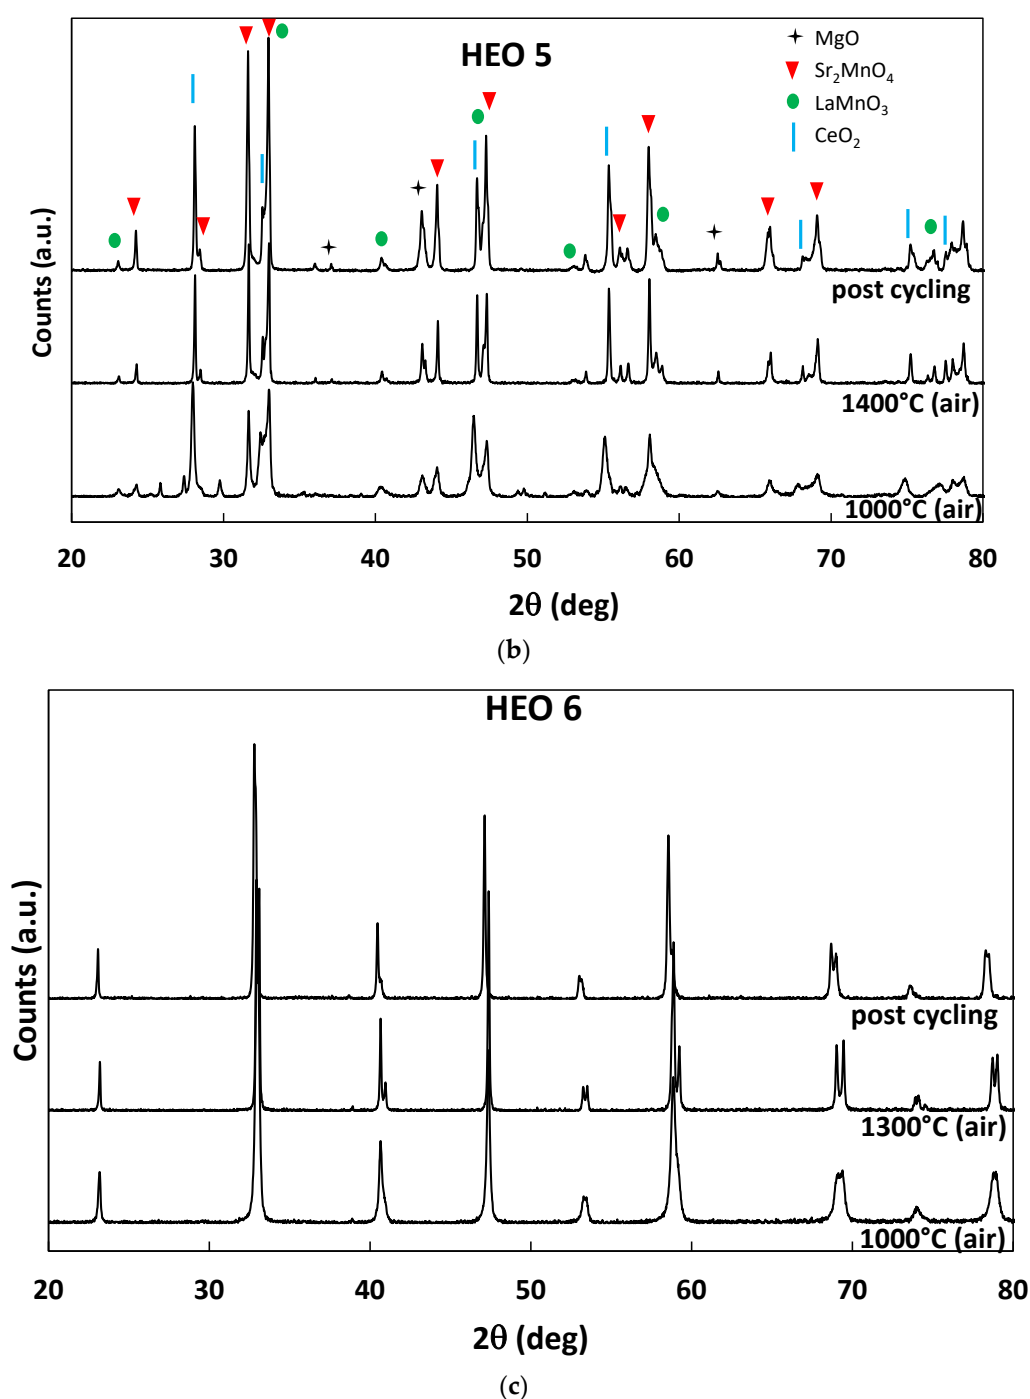 HEO 5
MgO
Sr2MnO4
LaMnO3
CeO2
Counts (a.u.)
post cycling
1400°C (air)
1000°C (air)
20 30 40 50 60 70 80
2θ (deg)
(b)
HEO 6
Counts (a.u.)
post cycling
1300°C (air)
1000°C (air)
20 30 40 50 60 70 80
2θ (deg)
(c)